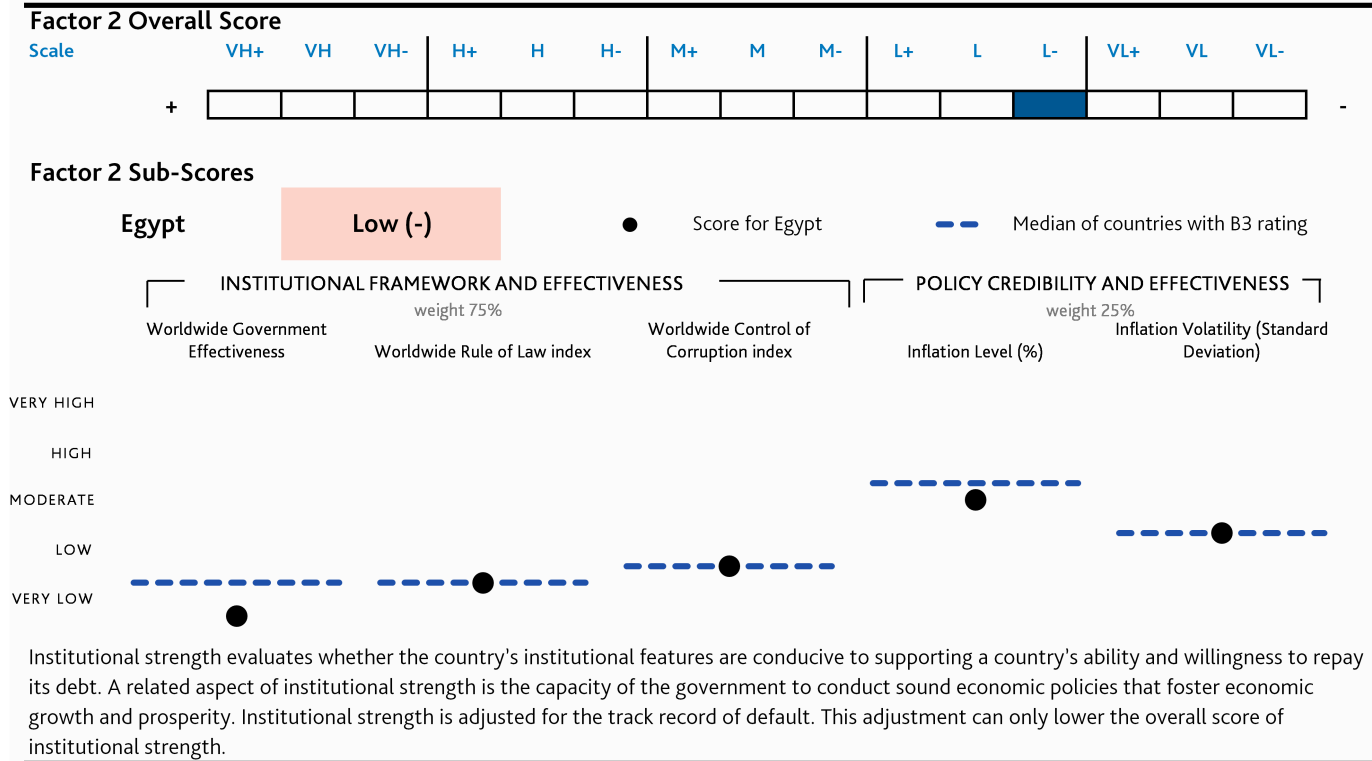 Factor 2 Overall Score
Scale VH+ VH VH- H+ H H- M+ M M- L+ L L- VL+ VL VL-
+ -
Factor 2 Sub-Scores
Egypt Low (-) Score for Egypt Median of countries with B3 rating
INSTITUTIONAL FRAMEWORK AND EFFECTIVENESS POLICY CREDIBILITY AND EFFECTIVENESS
weight 75% weight 25%
Worldwide Government Worldwide Control of Inflation Volatility (Standard
Effectiveness Worldwide Rule of Law index Corruption index Inflation Level (%) Deviation)
VERY HIGH
HIGH
MODERATE
LOW
VERY LOW
Institutional strength evaluates whether the country's institutional features are conducive to supporting a country's ability and willingness to repay
its debt. A related aspect of institutional strength is the capacity of the government to conduct sound economic policies that foster economic
growth and prosperity. Institutional strength is adjusted for the track record of default. This adjustment can only lower the overall score of
institutional strength.